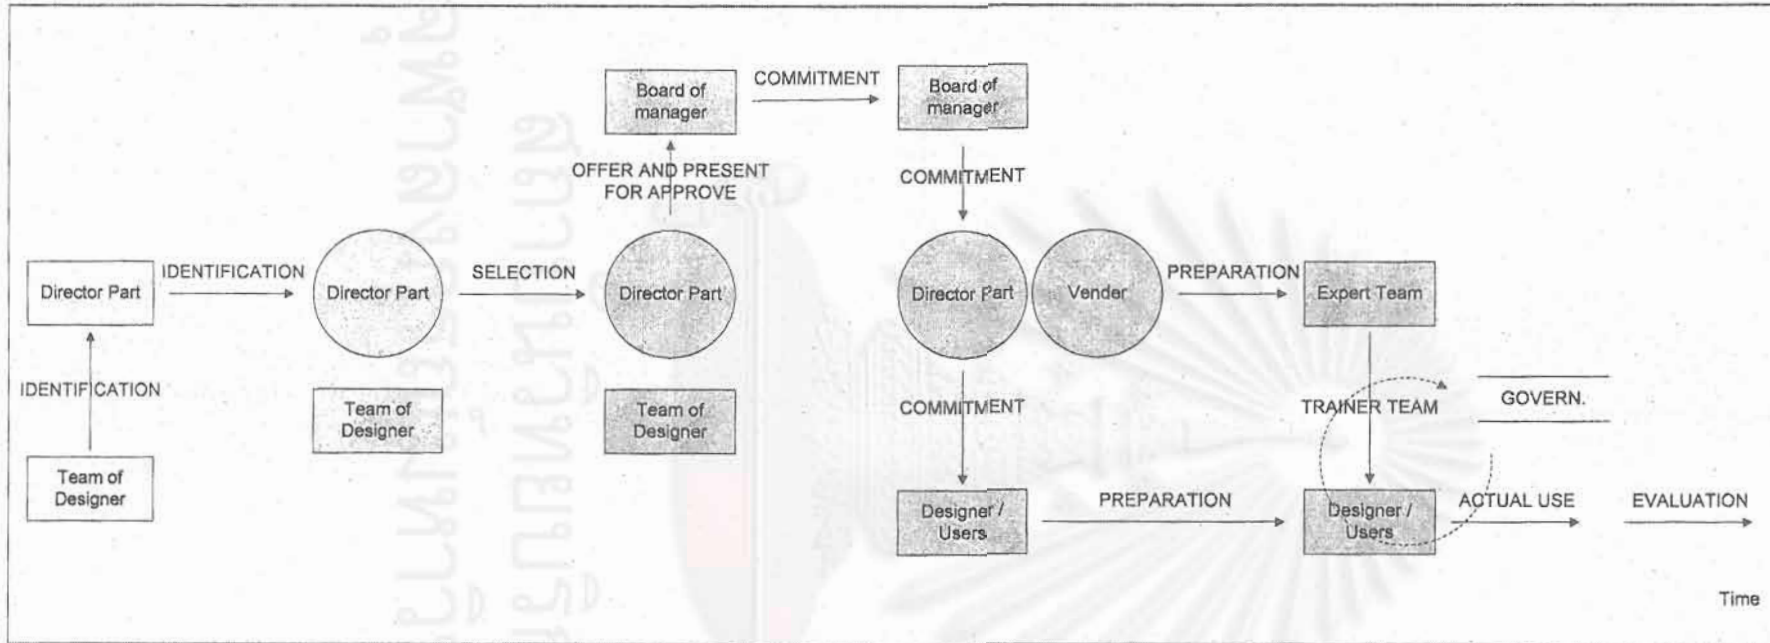 Board of
manager
COMMITMENT
Board of
manager
OFFER AND PRESENT
FOR APPROVE
COMMITMENT
Director Part
IDENTIFICATION
Director Part
SELECTION
Director Part
Director Part
Vender
PREPARATION
Expert Team
IDENTIFICATION
Team of
Designer
Team of
Designer
COMMITMENT
TRAINER TEAM
GOVERN.
Team of
Designer
Designer /
Users
PREPARATION
Designer /
Users
ACTUAL USE
EVALUATION
Time